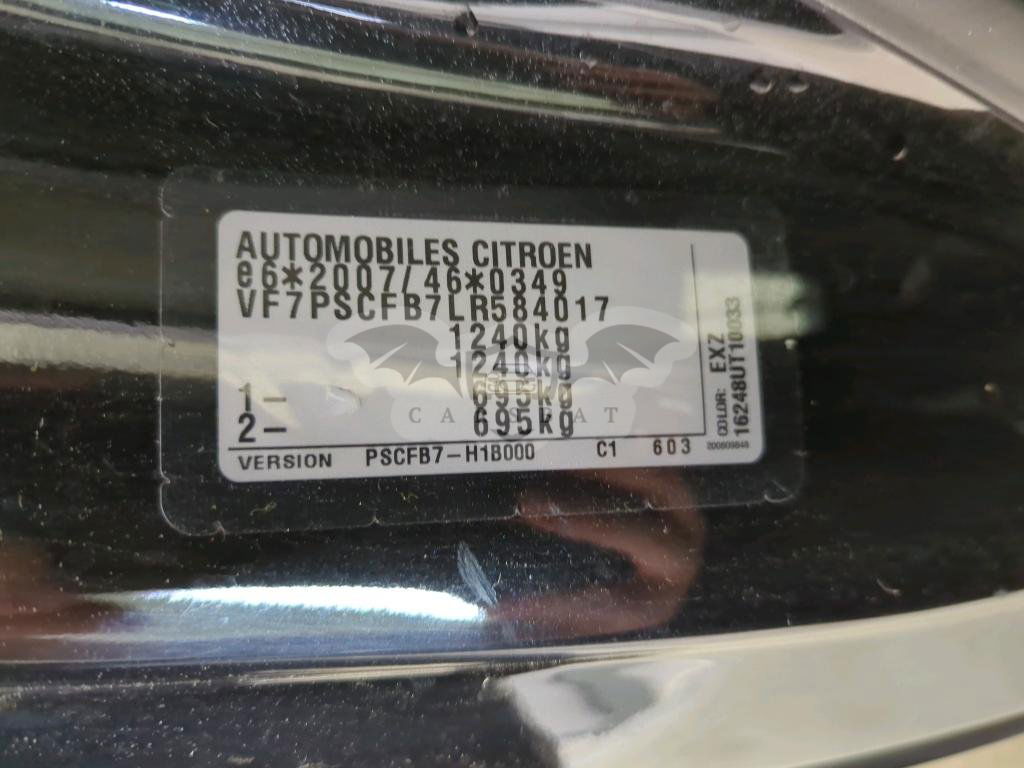 AUTOMOBILES CITROEN
e6*2007/46*0349
VF7PSCFB7LR584017
1240kg
1240kg
1- 695kg
2- 695kg
VERSION PSCFB7-H1B000 C1 603
COLOR: EXZ
16248UT10033